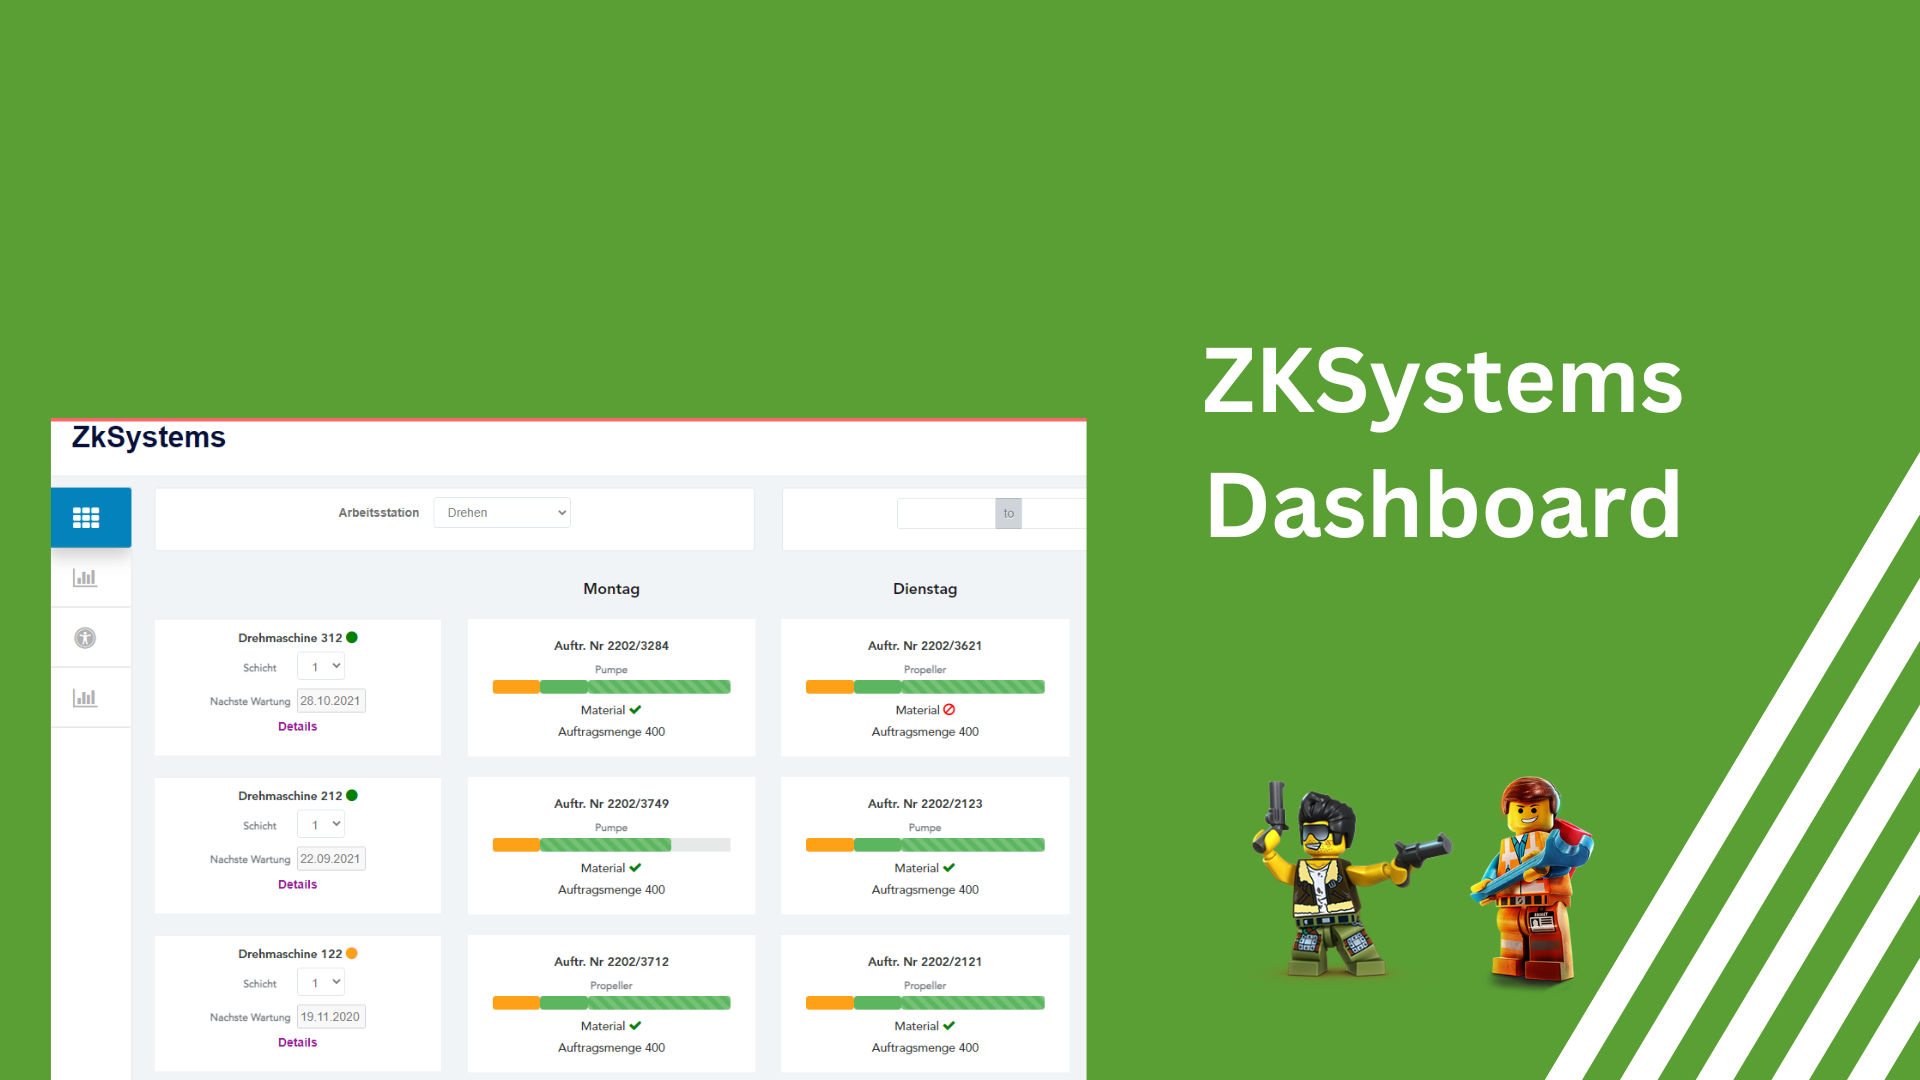 ZKSystems
Dashboard
ZkSystems
Arbeitsstation Drehen
to
Montag Dienstag
Drehmaschine 312
Schicht 1
Nachste Wartung 28.10.2021
Details
Auftr. Nr 2202/3284
Pumpe
Material
Auftragsmenge 400
Auftr. Nr 2202/3621
Propeller
Material
Auftragsmenge 400
Drehmaschine 212
Schicht 1
Nachste Wartung 22.09.2021
Details
Auftr. Nr 2202/3749
Pumpe
Material
Auftragsmenge 400
Auftr. Nr 2202/2123
Pumpe
Material
Auftragsmenge 400
Drehmaschine 122
Schicht 1
Nachste Wartung 19.11.2020
Details
Auftr. Nr 2202/3712
Propeller
Material
Auftragsmenge 400
Auftr. Nr 2202/2121
Propeller
Material
Auftragsmenge 400